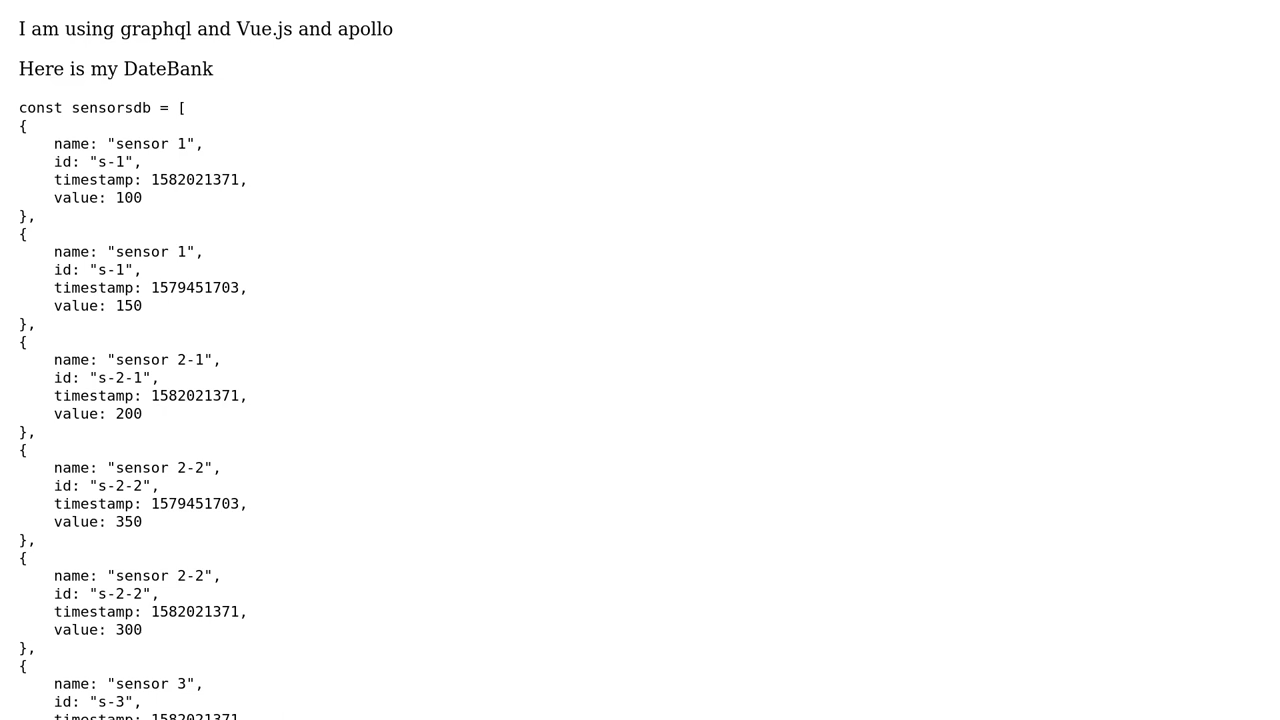 I am using graphql and Vue.js and apollo
Here is my DateBank
const sensorsdb = [
{
    name: "sensor 1",
    id: "s-1",
    timestamp: 1582021371,
    value: 100
},
{
    name: "sensor 1",
    id: "s-1",
    timestamp: 1579451703,
    value: 150
},
{
    name: "sensor 2-1",
    id: "s-2-1",
    timestamp: 1582021371,
    value: 200
},
{
    name: "sensor 2-2",
    id: "s-2-2",
    timestamp: 1579451703,
    value: 350
},
{
    name: "sensor 2-2",
    id: "s-2-2",
    timestamp: 1582021371,
    value: 300
},
{
    name: "sensor 3",
    id: "s-3",
    timestamp: 1582021371,